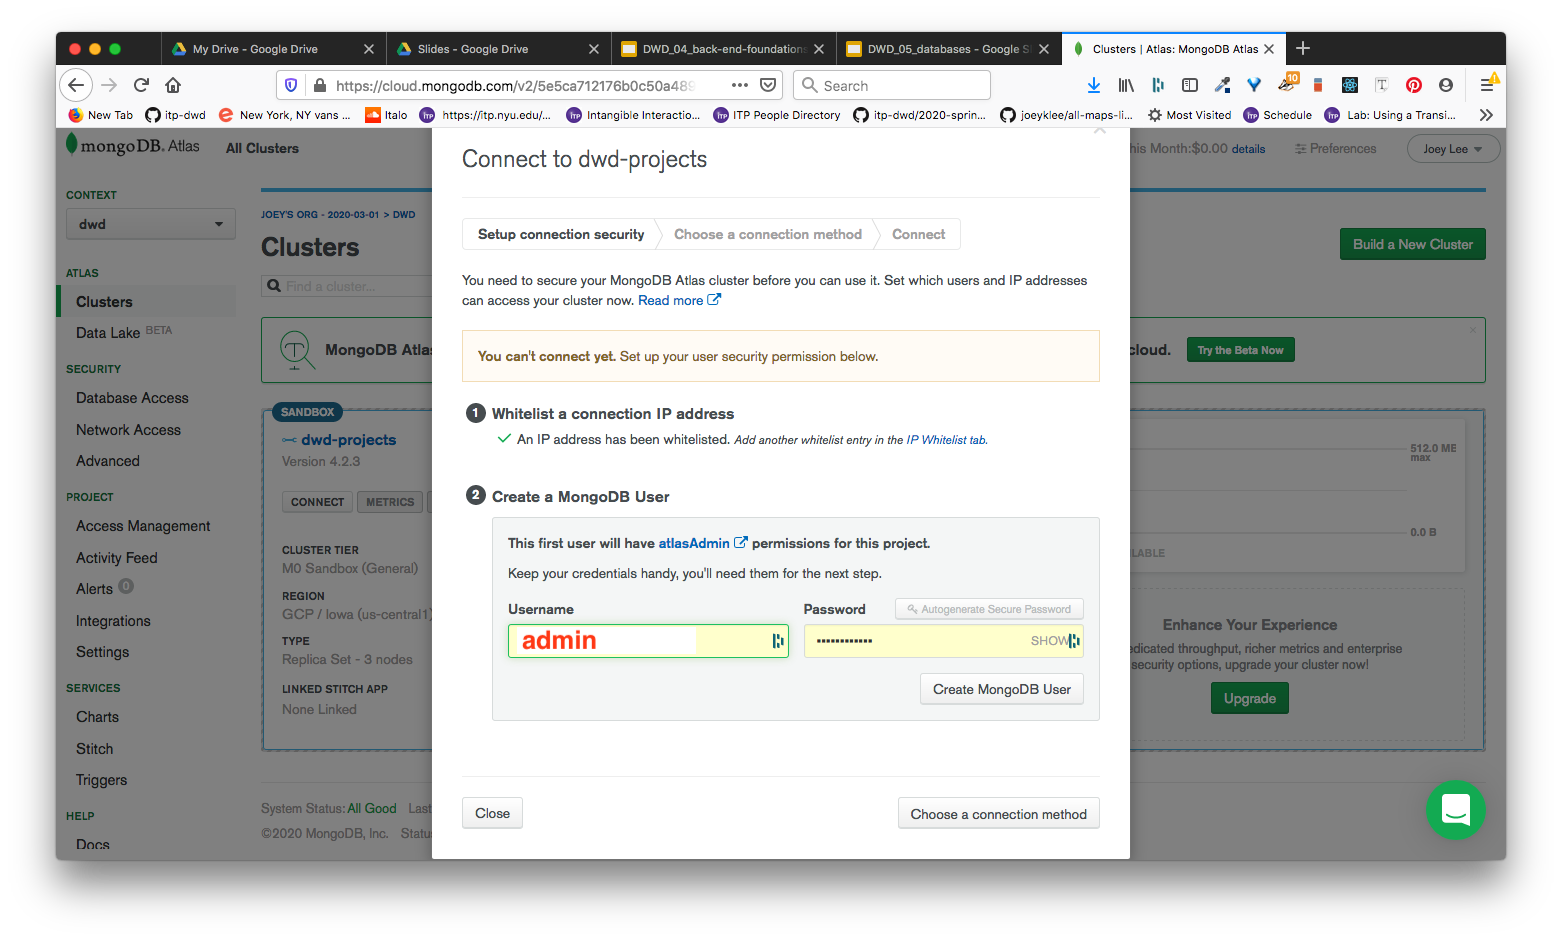 My Drive - Google Drive
Slides - Google Drive
DWD_04_back-end-foundations
DWD_05_databases - Google Sl
Clusters | Atlas: MongoDB Atlas
https://cloud.mongodb.com/v2/5e5ca712176b0c50a489
Search
10
New Tab
itp-dwd
New York, NY vans ...
Italo
https://itp.nyu.edu/...
Intangible Interactio...
ITP People Directory
itp-dwd/2020-sprin...
joeyklee/all-maps-li...
Most Visited
Schedule
Lab: Using a Transi...
mongoDB. Atlas
All Clusters
his Month:$0.00 details
Preferences
Joey Lee
CONTEXT
dwd
ATLAS
Clusters
Data Lake BETA
SECURITY
Database Access
Network Access
Advanced
PROJECT
Access Management
Activity Feed
Alerts 0
Integrations
Settings
SERVICES
Charts
Stitch
Triggers
HELP
Docs
JOEY'S ORG - 2020-03-01 > DWD
Clusters
Find a cluster...
Build a New Cluster
MongoDB Atlas
cloud.
Try the Beta Now
SANDBOX
dwd-projects
Version 4.2.3
CONNECT
METRICS
CLUSTER TIER
M0 Sandbox (General)
REGION
GCP / Iowa (us-central1)
TYPE
Replica Set - 3 nodes
LINKED STITCH APP
None Linked
512.0 MB
max
0.0 B
ILABLE
Enhance Your Experience
dedicated throughput, richer metrics and enterprise
security options, upgrade your cluster now!
Upgrade
System Status: All Good Last
©2020 MongoDB, Inc. Statu
Connect to dwd-projects
Setup connection security
Choose a connection method
Connect
You need to secure your MongoDB Atlas cluster before you can use it. Set which users and IP addresses
can access your cluster now. Read more
You can't connect yet. Set up your user security permission below.
1 Whitelist a connection IP address
An IP address has been whitelisted. Add another whitelist entry in the IP Whitelist tab.
2 Create a MongoDB User
This first user will have atlasAdmin permissions for this project.
Keep your credentials handy, you'll need them for the next step.
Username
Password
Autogenerate Secure Password
admin
••••••••••••
SHOW
Create MongoDB User
Close
Choose a connection method